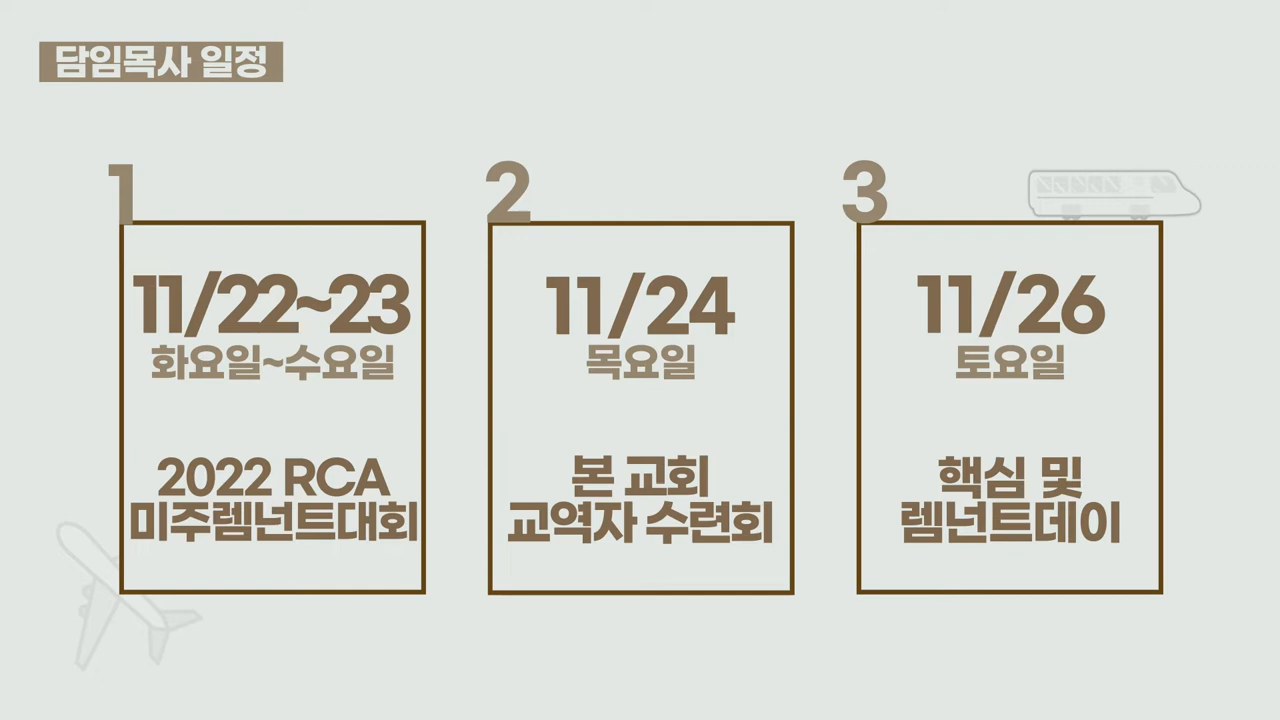 담임목사 일정
1
11/22~23
화요일~수요일
2022 RCA
미주렘넌트대회
2
11/24
목요일
본 교회
교역자 수련회
3
11/26
토요일
핵심 및
렘넌트데이